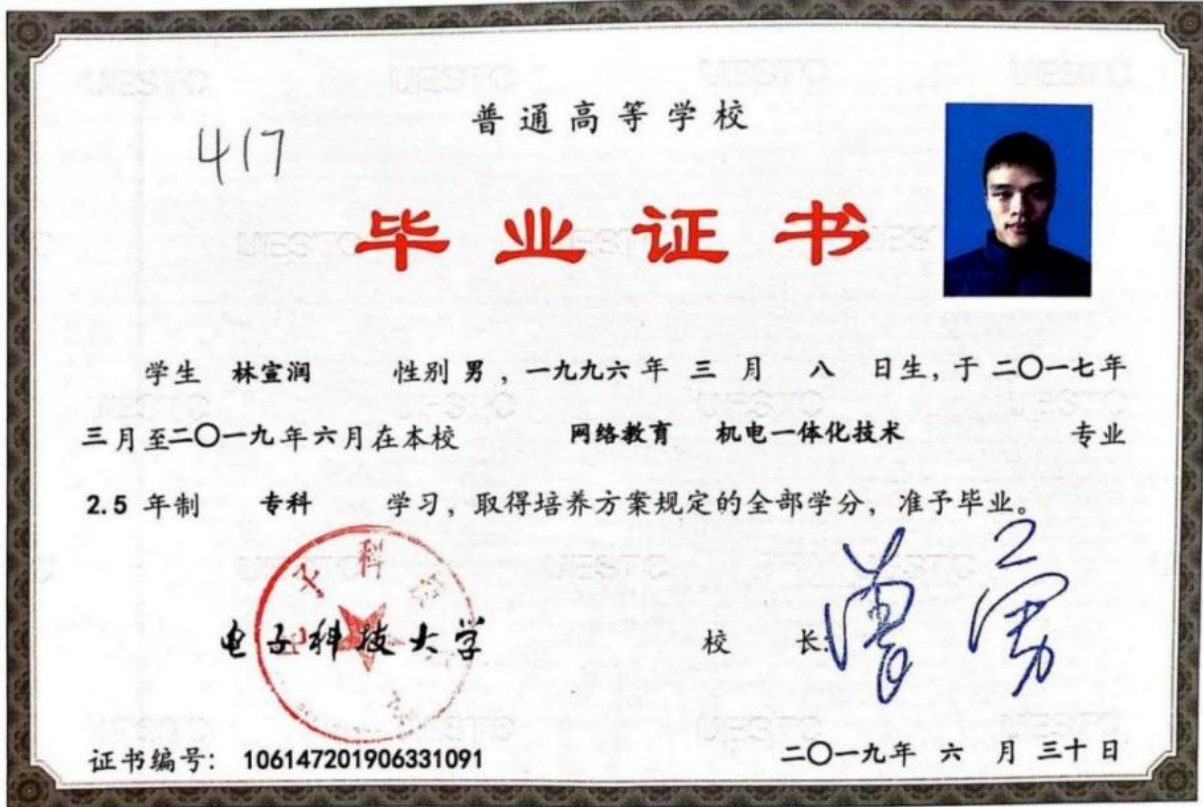 普通高等学校
417
毕业证书
学生 林宣润 性别 男，一九九六年 三 月 八 日生，于 二〇一七年
三月至二〇一九年六月在本校 网络教育 机电一体化技术 专业
2.5 年制 专科 学习，取得培养方案规定的全部学分，准予毕业。
电子科技大学
校 长：曾勇
证书编号：106147201906331091
二〇一九年 六 月 三十 日
UESTC